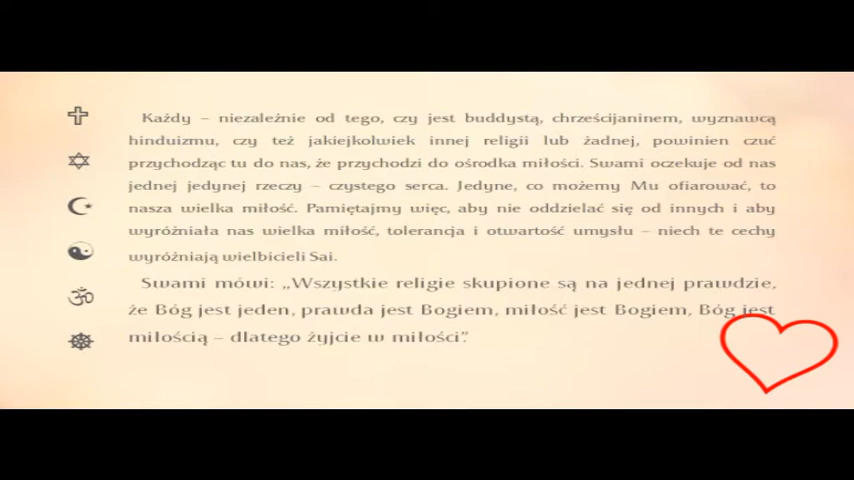 Każdy – niezależnie od tego, czy jest buddystą, chrześcijaninem, wyznawcą
hinduizmu, czy też jakiejkolwiek innej religii lub żadnej, powinien czuć
przychodząc tu do nas, że przychodzi do ośrodka miłości. Swami oczekuje od nas
jednej jedynej rzeczy – czystego serca. Jedyne, co możemy Mu ofiarować, to
nasza wielka miłość. Pamiętajmy więc, aby nie oddzielać się od innych i aby
wyróżniała nas wielka miłość, tolerancja i otwartość umysłu – niech te cechy
wyróżniają wielbicieli Sai.
Swami mówi: „Wszystkie religie skupione są na jednej prawdzie,
że Bóg jest jeden, prawda jest Bogiem, miłość jest Bogiem, Bóg jest
miłością – dlatego żyjcie w miłości”.